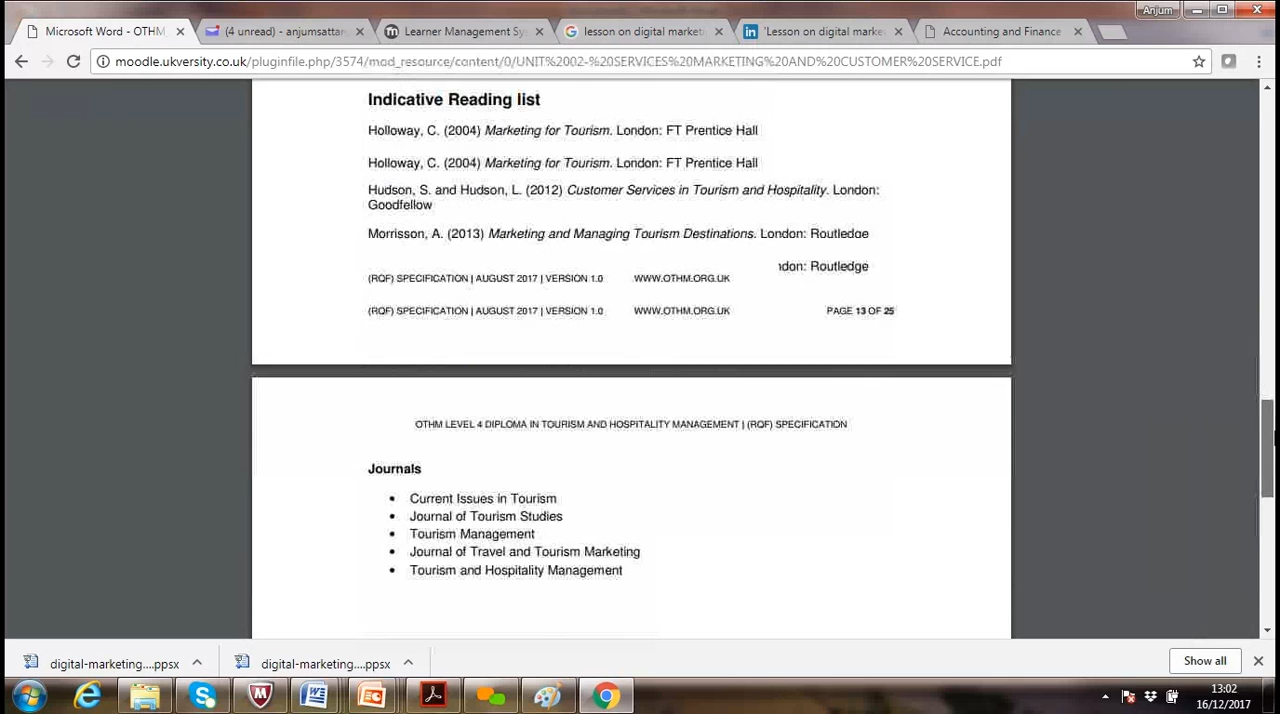 Anjum
Microsoft Word - OTHM
(4 unread) - anjumsattar
Learner Management Sy
lesson on digital market
'Lesson on digital marke
Accounting and Finance
moodle.ukversity.co.uk/pluginfile.php/3574/mod_resource/content/0/UNIT%2002-%20SERVICES%20MARKETING%20AND%20CUSTOMER%20SERVICE.pdf
Indicative Reading list
Holloway, C. (2004) Marketing for Tourism. London: FT Prentice Hall
Holloway, C. (2004) Marketing for Tourism. London: FT Prentice Hall
Hudson, S. and Hudson, L. (2012) Customer Services in Tourism and Hospitality. London:
Goodfellow
Morrisson, A. (2013) Marketing and Managing Tourism Destinations. London: Routledge
ndon: Routledge
(RQF) SPECIFICATION | AUGUST 2017 | VERSION 1.0 WWW.OTHM.ORG.UK
(RQF) SPECIFICATION | AUGUST 2017 | VERSION 1.0 WWW.OTHM.ORG.UK PAGE 13 OF 25
OTHM LEVEL 4 DIPLOMA IN TOURISM AND HOSPITALITY MANAGEMENT | (RQF) SPECIFICATION
Journals
• Current Issues in Tourism
• Journal of Tourism Studies
• Tourism Management
• Journal of Travel and Tourism Marketing
• Tourism and Hospitality Management
digital-marketing....ppsx
digital-marketing....ppsx
Show all
13:02
16/12/2017